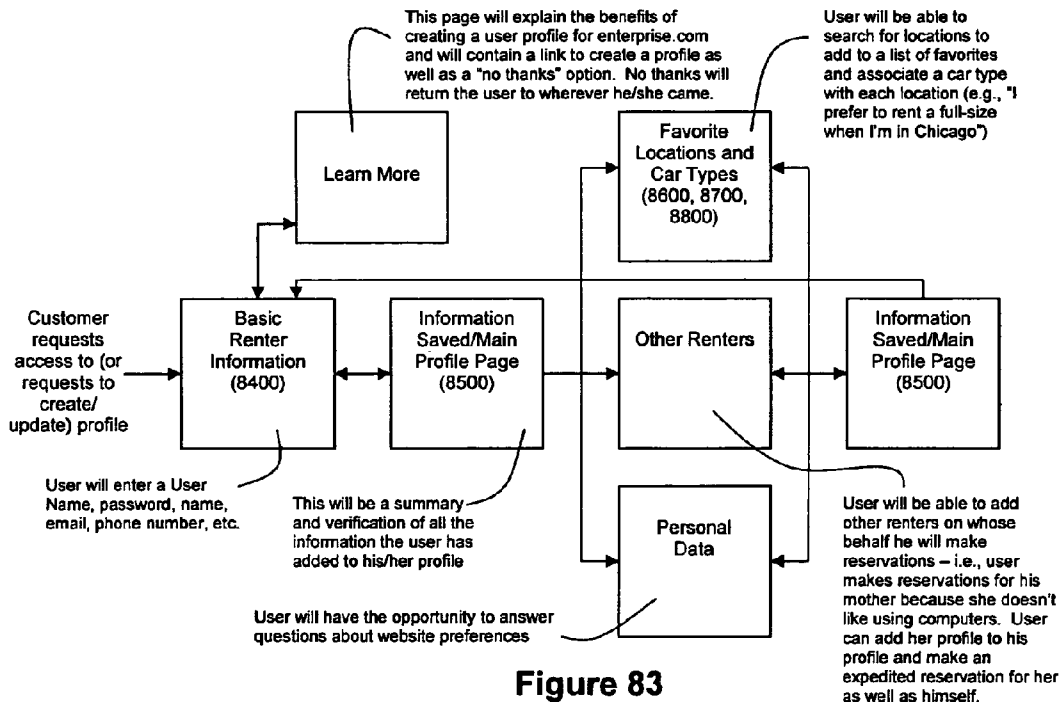 This page will explain the benefits of
creating a user profile for enterprise.com
and will contain a link to create a profile as
well as a "no thanks" option. No thanks will
return the user to wherever he/she came.
User will be able to
search for locations to
add to a list of favorites
and associate a car type
with each location (e.g., "I
prefer to rent a full-size
when I'm in Chicago")
Learn More
Favorite
Locations and
Car Types
(8600, 8700,
8800)
Customer
requests
access to (or
requests to
create/
update) profile
Basic
Renter
Information
(8400)
Information
Saved/Main
Profile Page
(8500)
Other Renters
Information
Saved/Main
Profile Page
(8500)
User will enter a User
Name, password, name,
email, phone number, etc.
This will be a summary
and verification of all the
information the user has
added to his/her profile
Personal
Data
User will have the opportunity to answer
questions about website preferences
User will be able to add
other renters on whose
behalf he will make
reservations – i.e., user
makes reservations for his
mother because she doesn't
like using computers. User
can add her profile to his
profile and make an
expedited reservation for her
as well as himself.
Figure 83